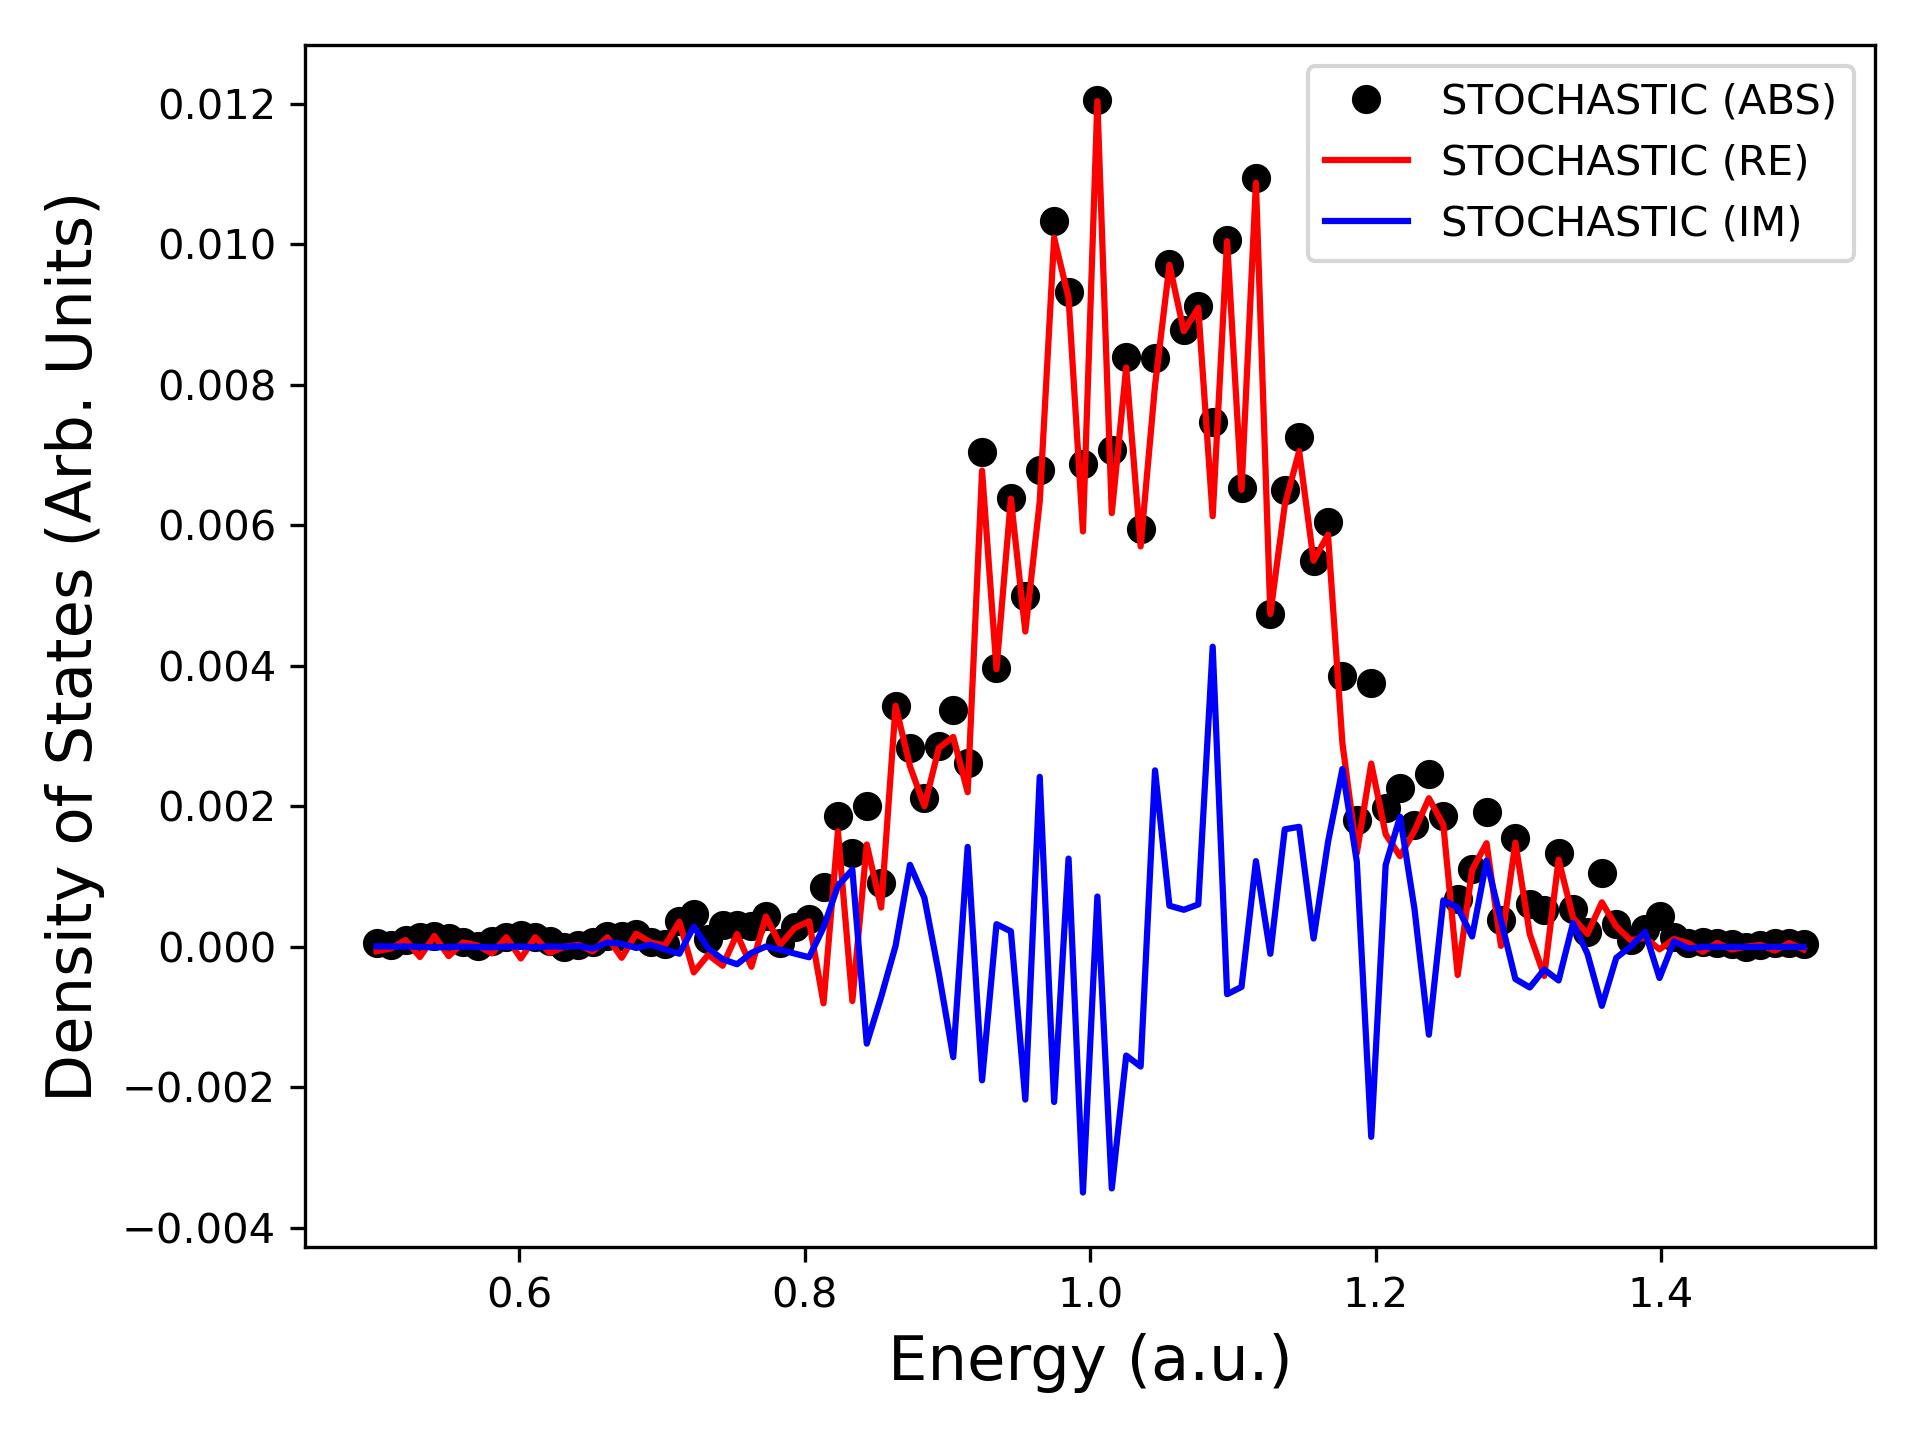 STOCHASTIC (ABS)
STOCHASTIC (RE)
STOCHASTIC (IM)
Density of States (Arb. Units)
0.012
0.010
0.008
0.006
0.004
0.002
0.000
−0.002
−0.004
0.6 0.8 1.0 1.2 1.4
Energy (a.u.)